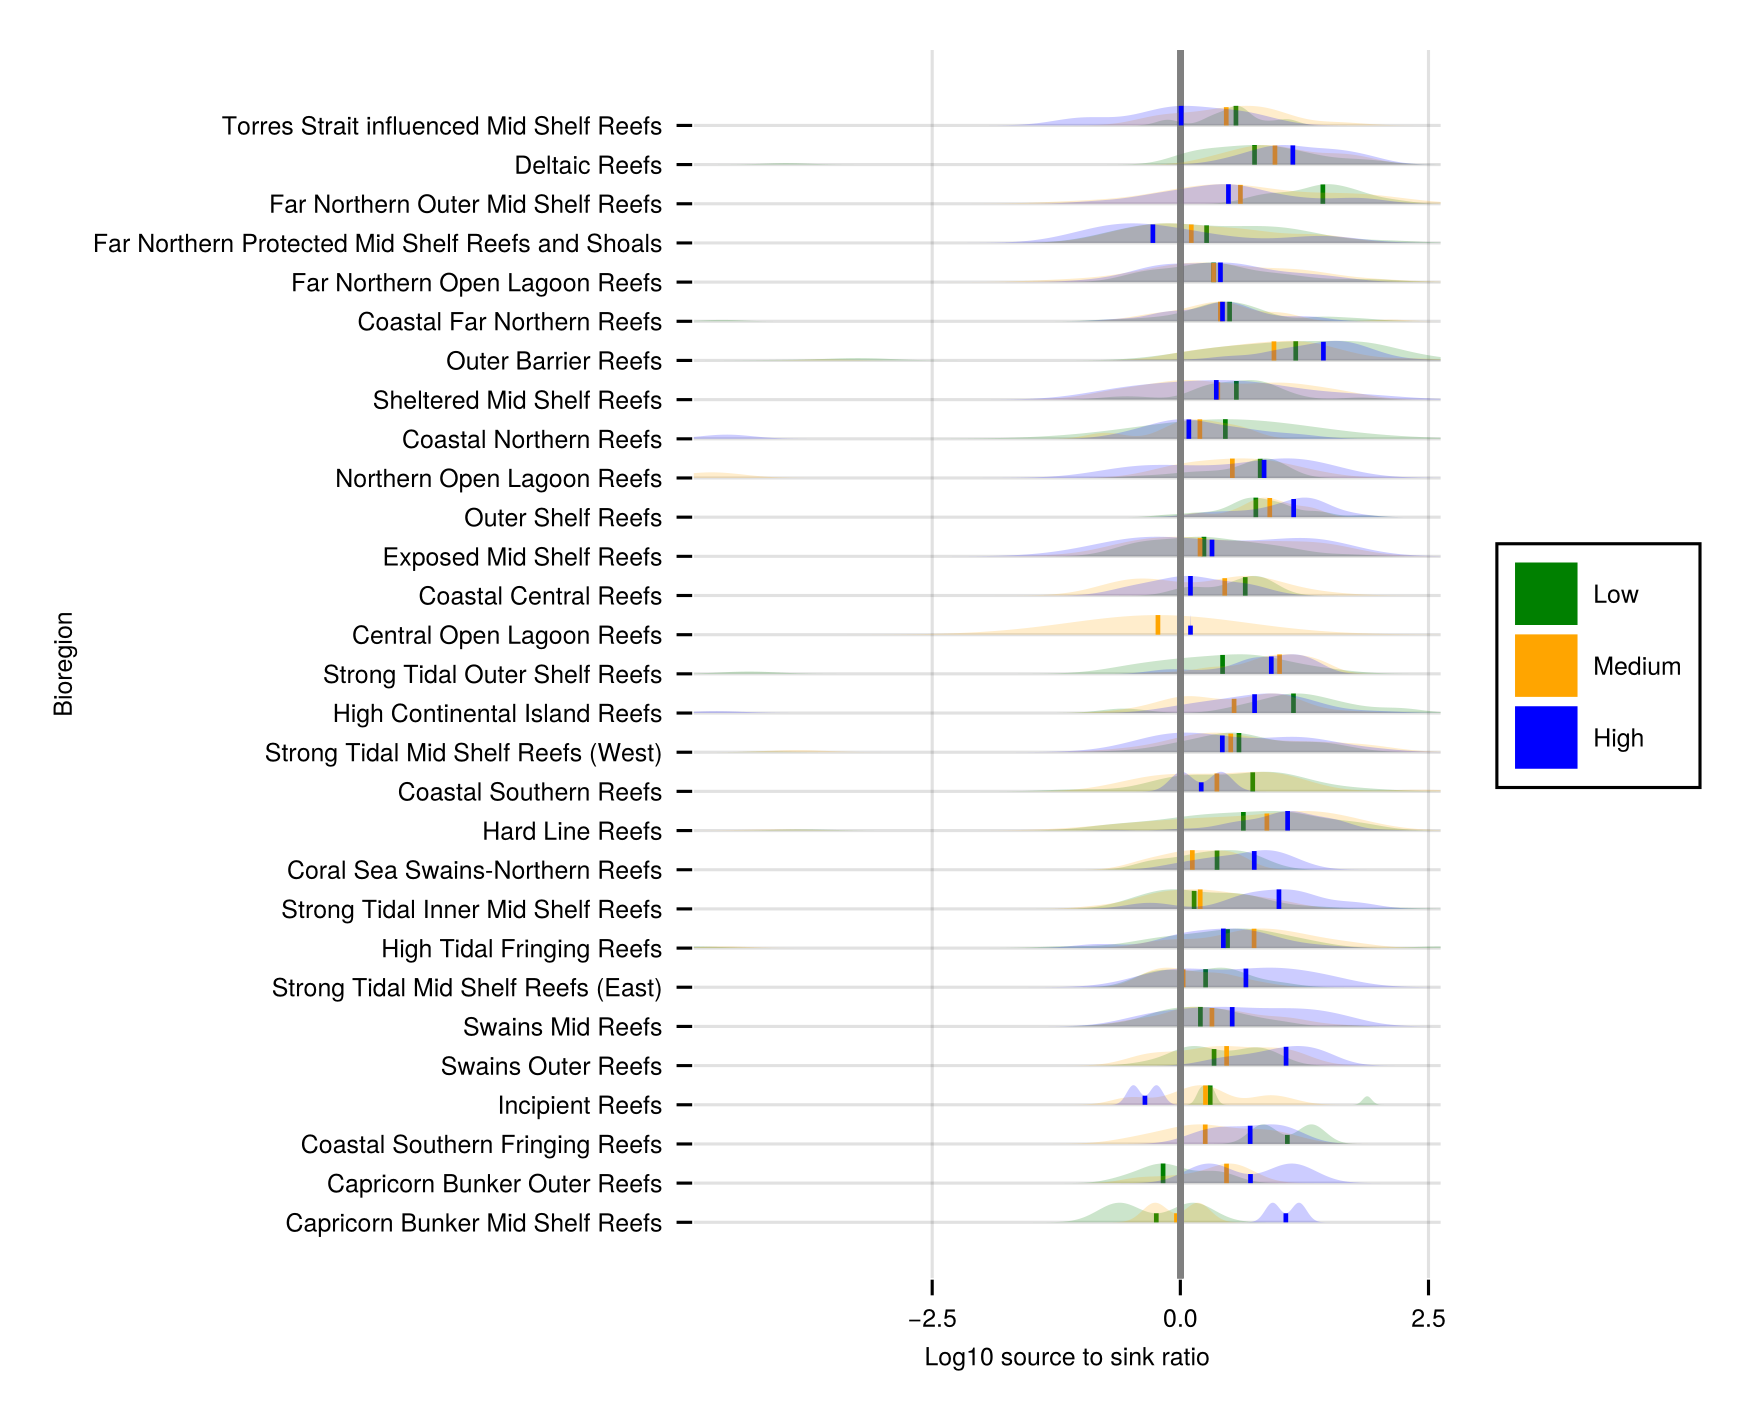 Torres Strait influenced Mid Shelf Reefs
Deltaic Reefs
Far Northern Outer Mid Shelf Reefs
Far Northern Protected Mid Shelf Reefs and Shoals
Far Northern Open Lagoon Reefs
Coastal Far Northern Reefs
Outer Barrier Reefs
Sheltered Mid Shelf Reefs
Coastal Northern Reefs
Northern Open Lagoon Reefs
Outer Shelf Reefs
Exposed Mid Shelf Reefs
Coastal Central Reefs
Central Open Lagoon Reefs
Strong Tidal Outer Shelf Reefs
High Continental Island Reefs
Strong Tidal Mid Shelf Reefs (West)
Coastal Southern Reefs
Hard Line Reefs
Coral Sea Swains-Northern Reefs
Strong Tidal Inner Mid Shelf Reefs
High Tidal Fringing Reefs
Strong Tidal Mid Shelf Reefs (East)
Swains Mid Reefs
Swains Outer Reefs
Incipient Reefs
Coastal Southern Fringing Reefs
Capricorn Bunker Outer Reefs
Capricorn Bunker Mid Shelf Reefs
Bioregion
−2.5 0.0 2.5
Log10 source to sink ratio
Low
Medium
High